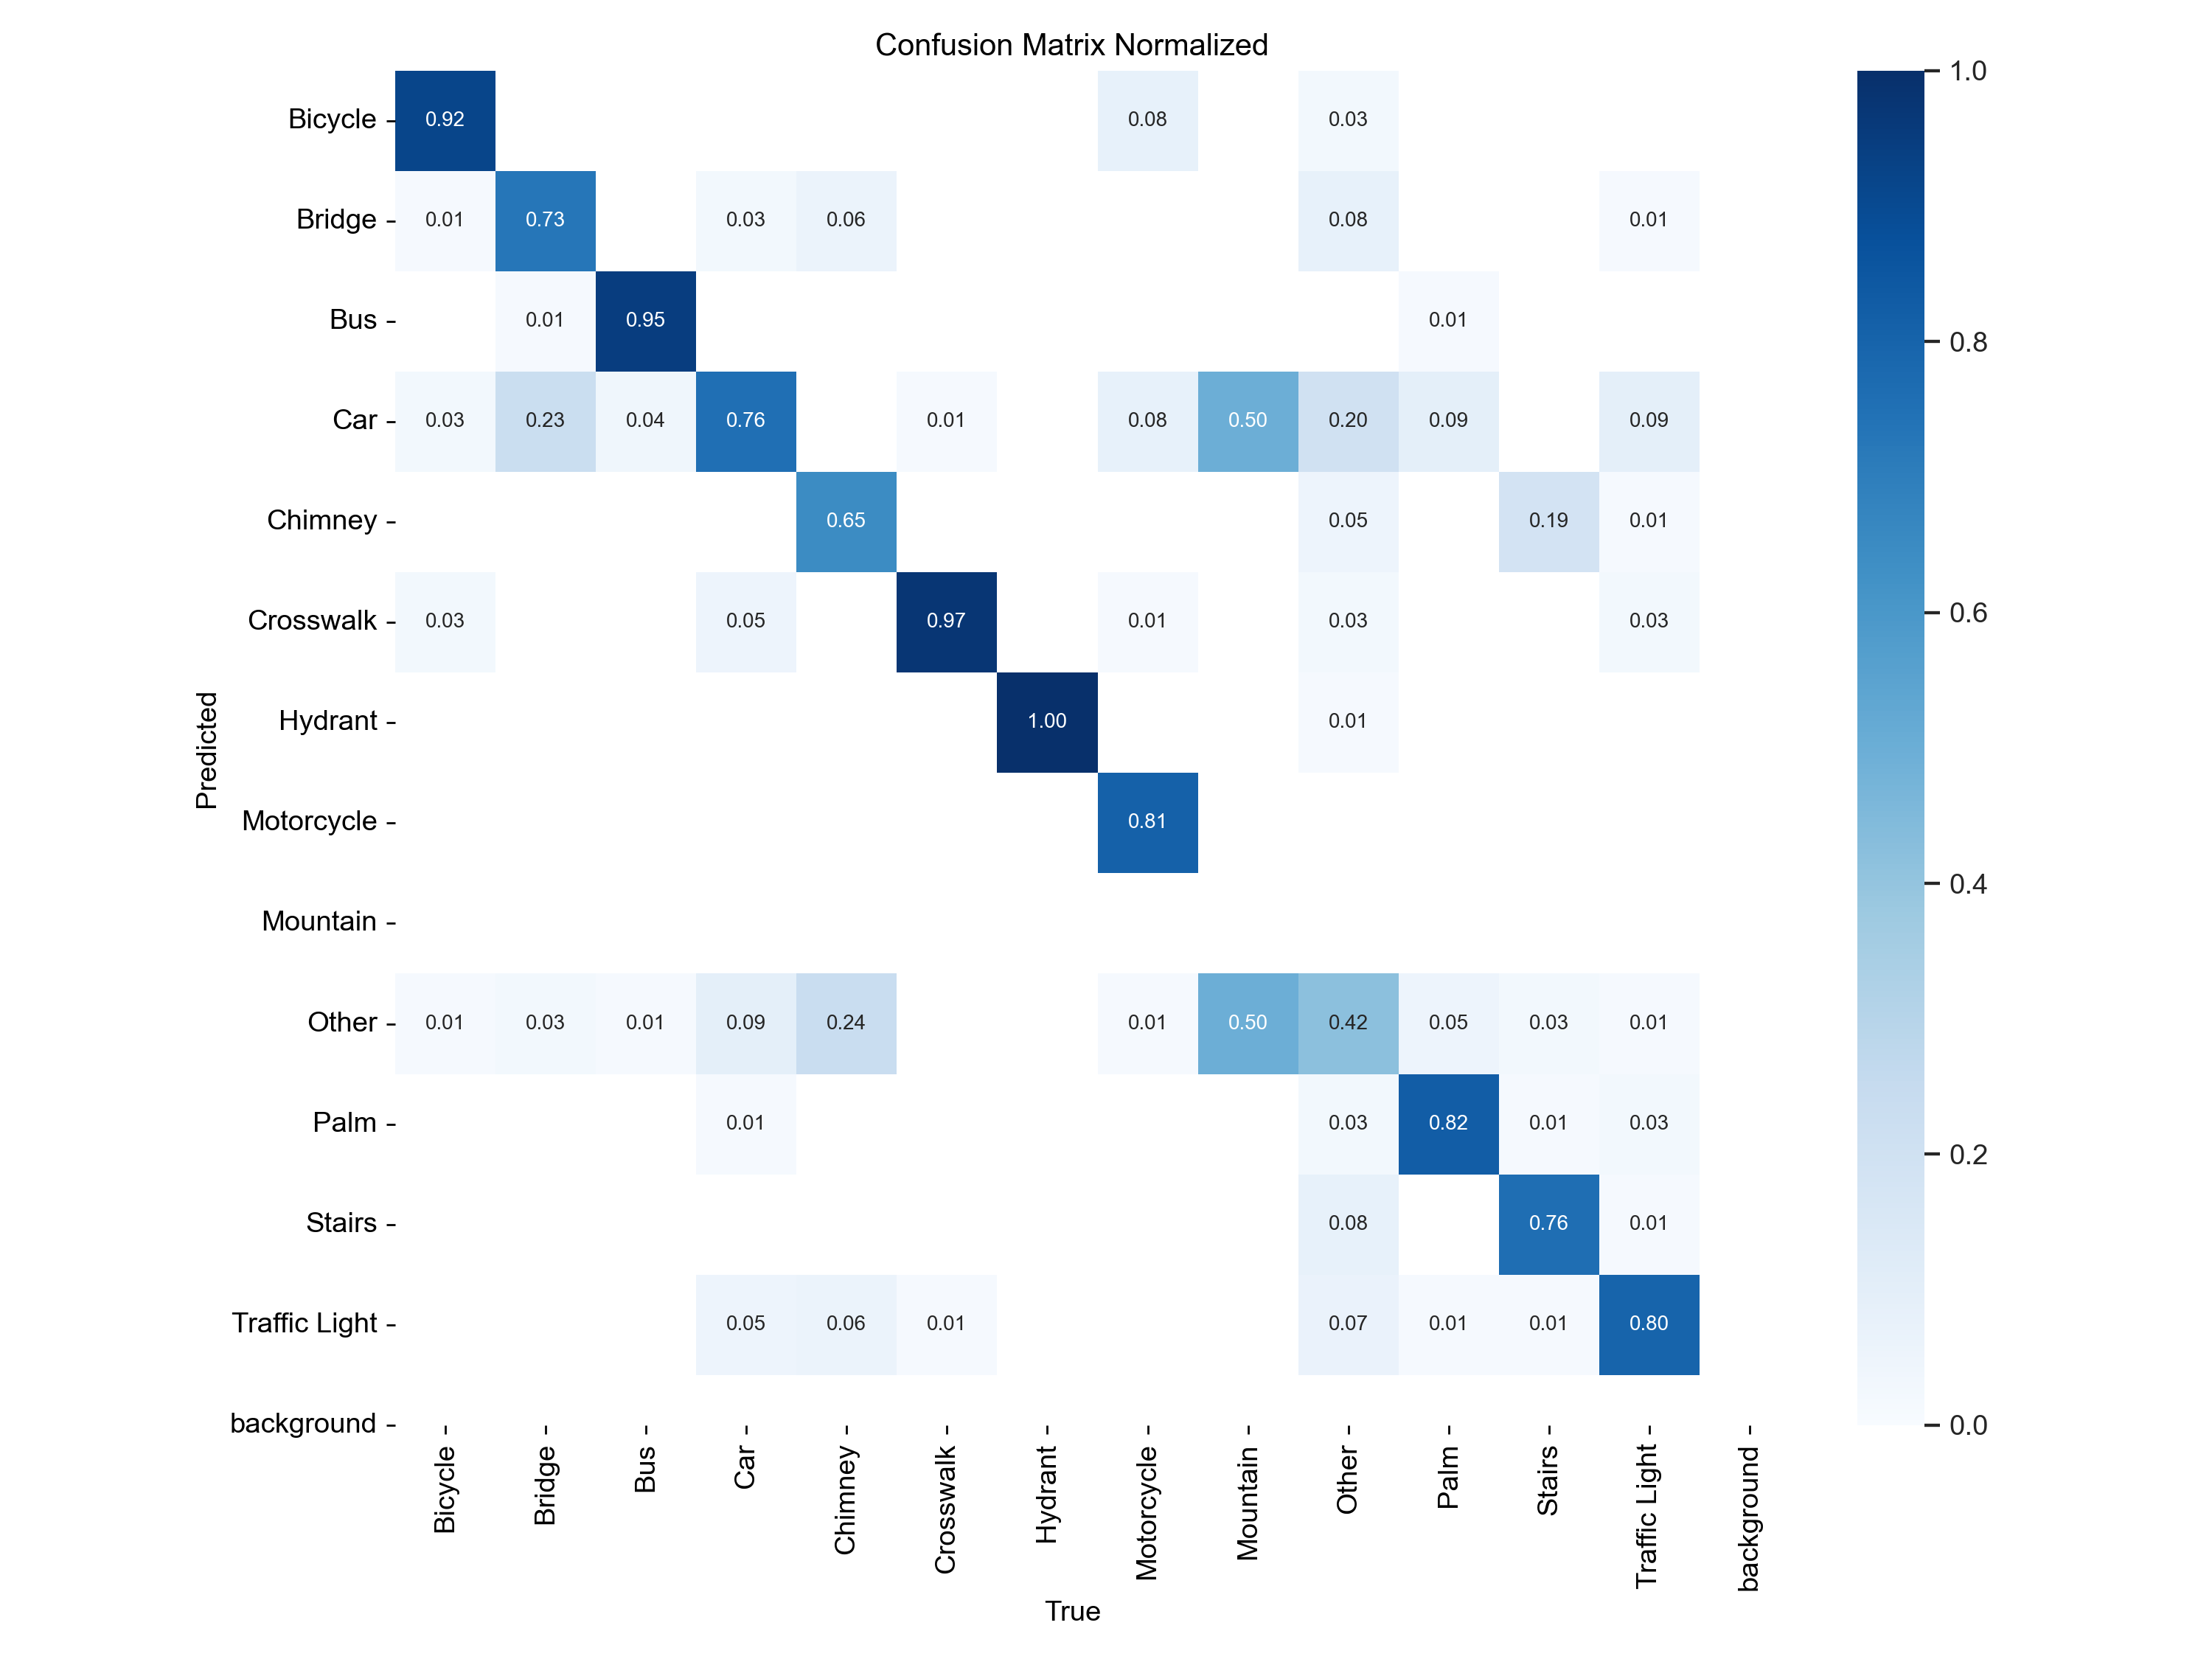 Confusion Matrix Normalized
Bicycle 0.92 0.08 0.03
Bridge 0.01 0.73 0.03 0.06 0.08 0.01
Bus 0.01 0.95 0.01
Car 0.03 0.23 0.04 0.76 0.01 0.08 0.50 0.20 0.09 0.09
Chimney 0.65 0.05 0.19 0.01
Crosswalk 0.03 0.05 0.97 0.01 0.03 0.03
Hydrant 1.00 0.01
Motorcycle 0.81
Mountain
Other 0.01 0.03 0.01 0.09 0.24 0.01 0.50 0.42 0.05 0.03 0.01
Palm 0.01 0.03 0.82 0.01 0.03
Stairs 0.08 0.76 0.01
Traffic Light 0.05 0.06 0.01 0.07 0.01 0.01 0.80
background
Predicted
Bicycle Bridge Bus Car Chimney Crosswalk Hydrant Motorcycle Mountain Other Palm Stairs Traffic Light background
True
1.0
0.8
0.6
0.4
0.2
0.0